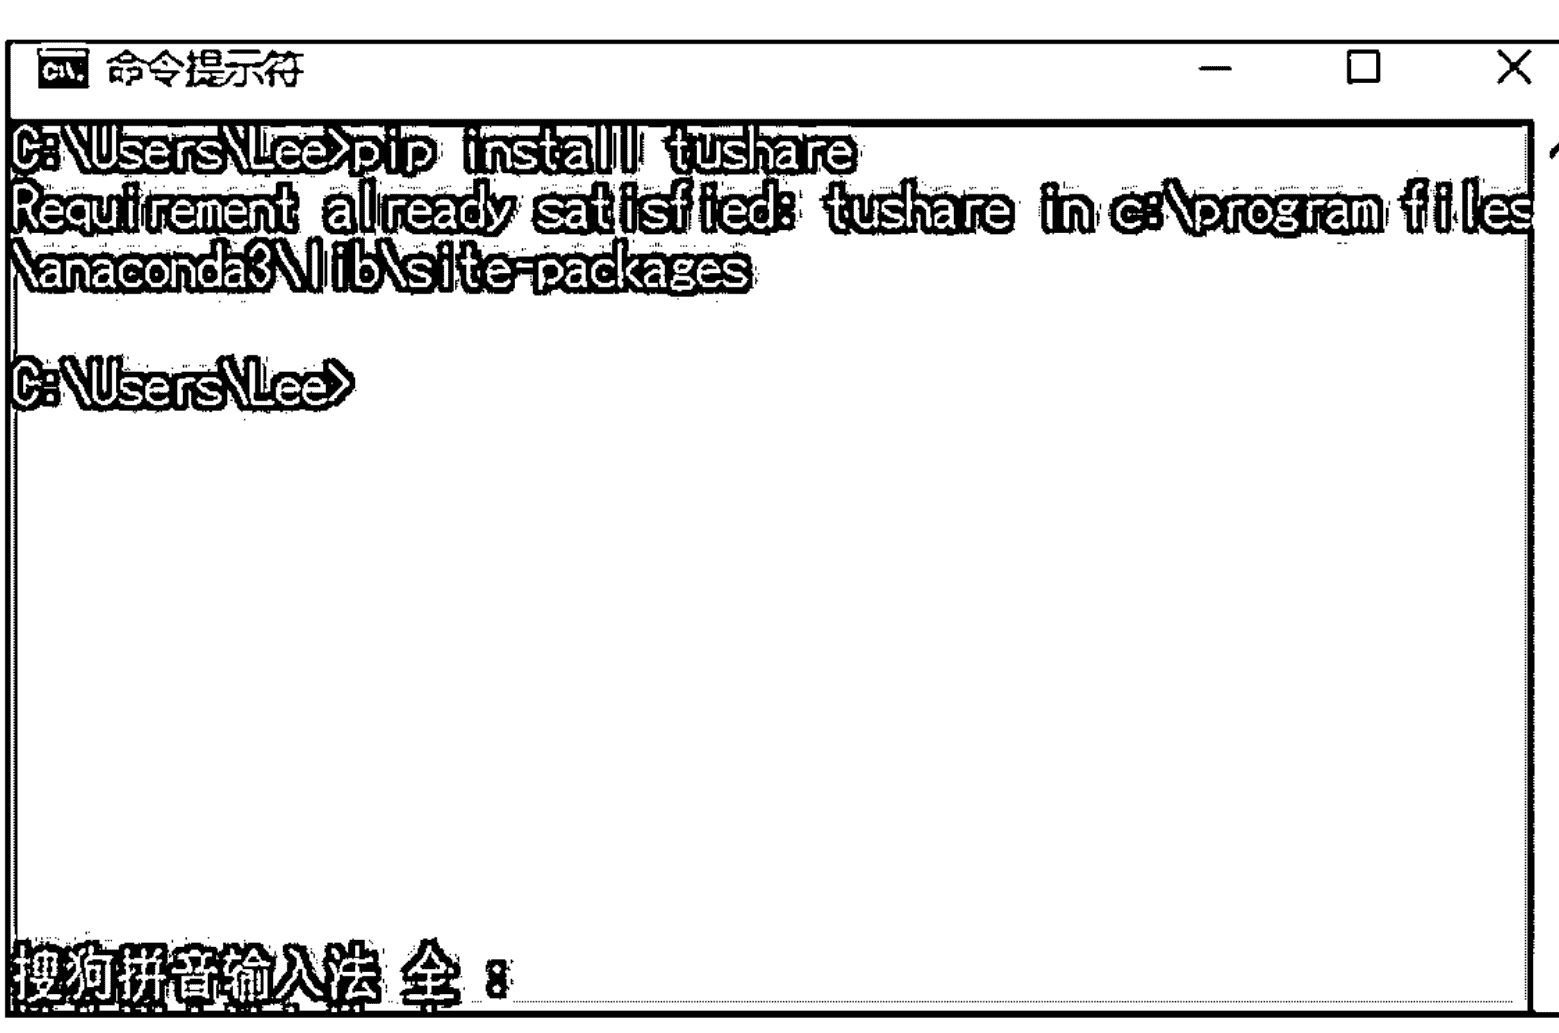 命令提示符
C:\Users\Lee>pip install tushare
Requirement already satisfied: tushare in c:\program files
\anaconda3\lib\site-packages
C:\Users\Lee>
搜狗拼音输入法 全 :